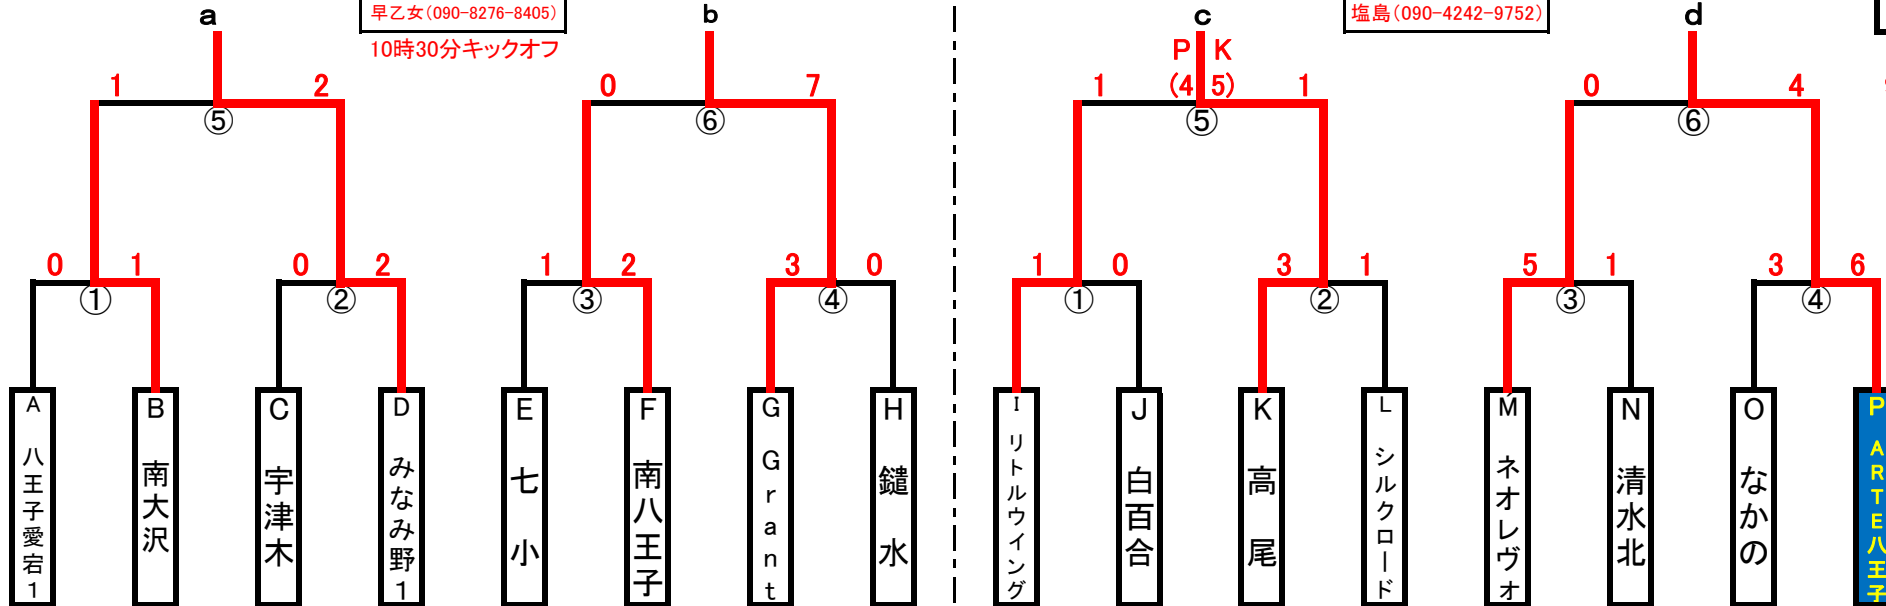 a
早乙女(090-8276-8405)
b
c
塩島(090-4242-9752)
d
10時30分キックオフ
P K
1 2
0 7
1 (4 5) 1
0 4
⑤ ⑥ ⑤ ⑥
0 1 0 2 1 2 3 0
1 0 3 1 5 1 3 6
① ② ③ ④ ① ② ③ ④
A 八王子愛宕1
B 南大沢
C 宇津木
D みなみ野1
E 七小
F 南八王子
G Grant
H 鑓水
I リトルウイング
J 白百合
K 高尾
L シルクロード
M ネオレヴォ
N 清水北
O なかの
P ARTE八王子